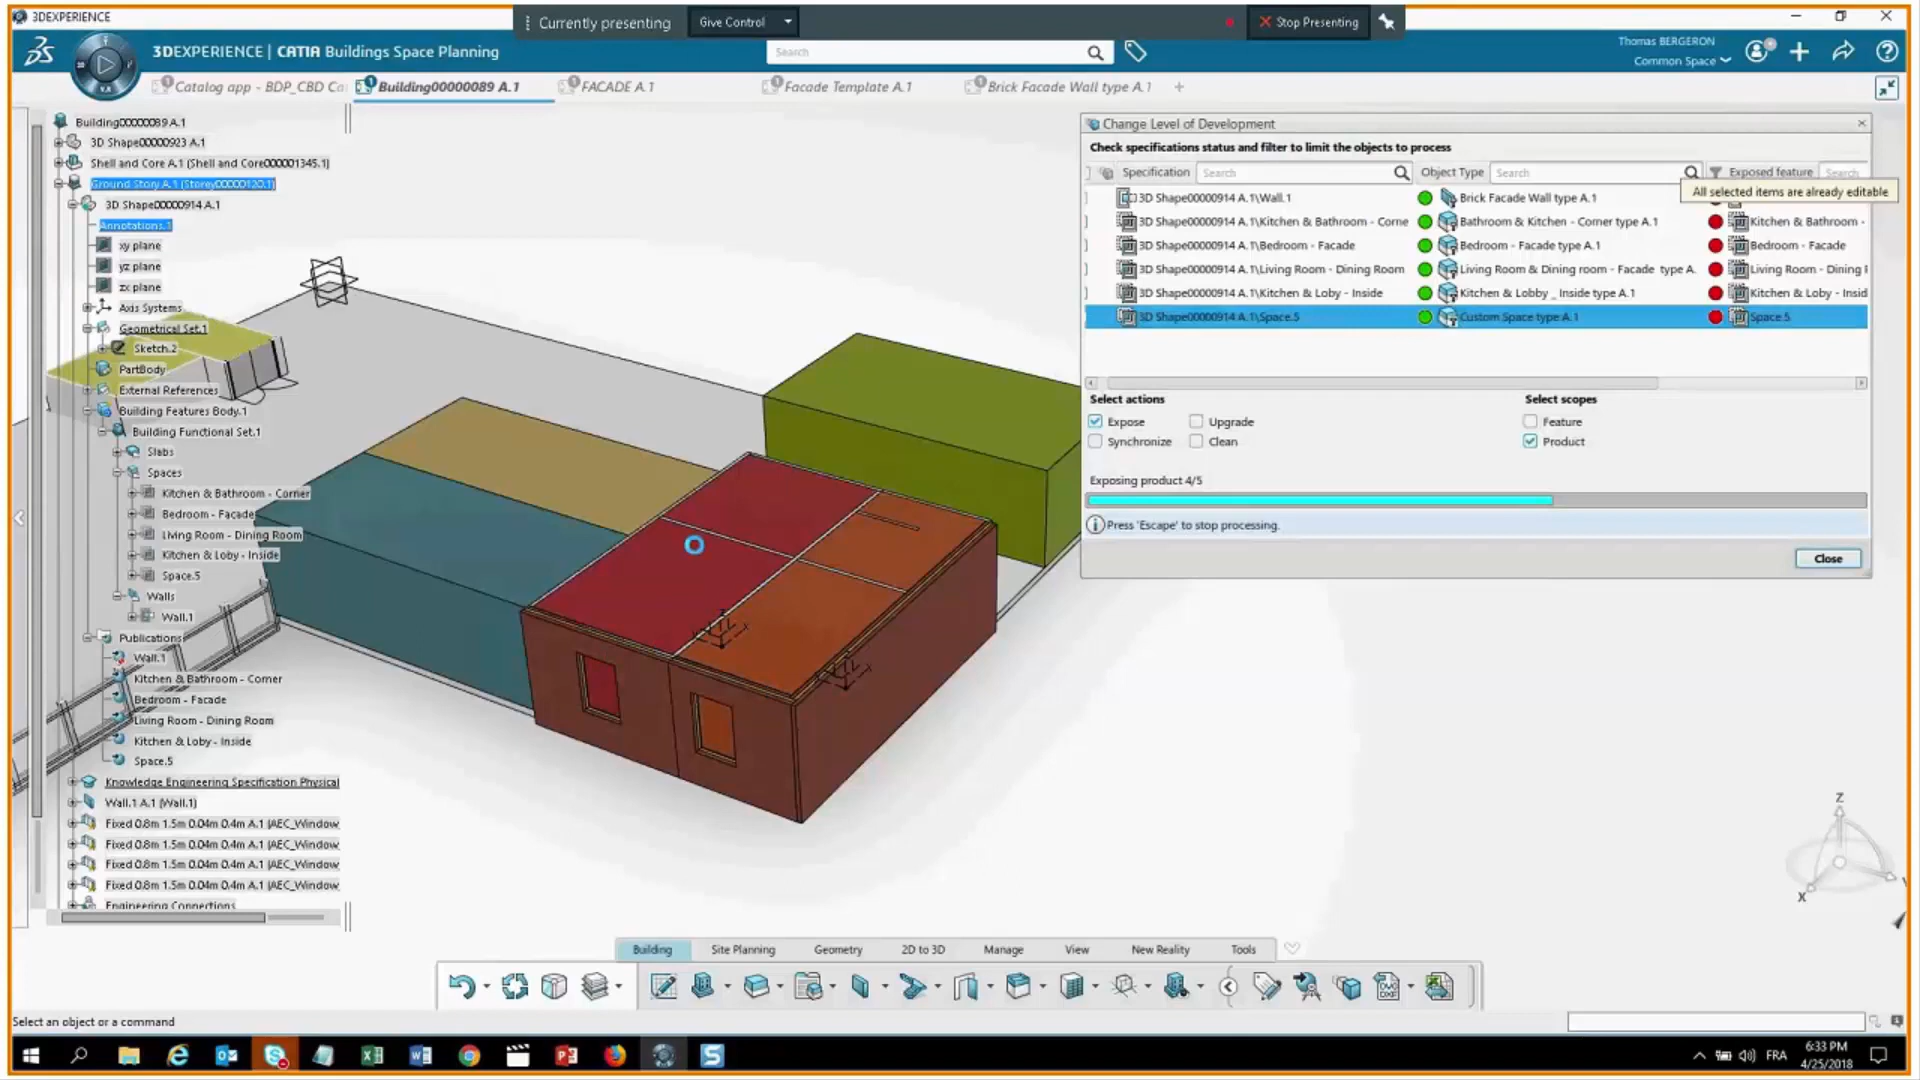 3DEXPERIENCE
Currently presenting
Give Control
Stop Presenting
3DEXPERIENCE | CATIA Buildings Space Planning
Search
Thomas BERGERON
Common Space
Catalog app - BDP_CBD Ca
Building00000089 A.1
FACADE A.1
Facade Template A.1
Brick Facade Wall type A.1
Building00000089 A.1
3D Shape00000923 A.1
Shell and Core A.1 (Shell and Core000001345.1)
Ground Story A.1 (Storey00000120.1)
3D Shape00000914 A.1
Annotations.1
xy plane
yz plane
zx plane
Axis Systems
Geometrical Set.1
Sketch.2
PartBody
External References
Building Features Body.1
Building Functional Set.1
Slabs
Spaces
Kitchen & Bathroom - Corner
Bedroom - Facade
Living Room - Dining Room
Kitchen & Loby - Inside
Space.5
Walls
Wall.1
Publications
Wall.1
Kitchen & Bathroom - Corner
Bedroom - Facade
Living Room - Dining Room
Kitchen & Loby - Inside
Space.5
Knowledge Engineering Specification Physical
Wall.1 A.1 (Wall.1)
Fixed 0.8m 1.5m 0.04m 0.4m A.1 (AEC_Window
Fixed 0.8m 1.5m 0.04m 0.4m A.1 (AEC_Window
Fixed 0.8m 1.5m 0.04m 0.4m A.1 (AEC_Window
Fixed 0.8m 1.5m 0.04m 0.4m A.1 (AEC_Window
Engineering Connections
Change Level of Development
Check specifications status and filter to limit the objects to process
Specification Search Object Type Search Exposed feature Search
All selected items are already editable
3D Shape00000914 A.1\Wall.1 Brick Facade Wall type A.1
3D Shape00000914 A.1\Kitchen & Bathroom - Corne Bathroom & Kitchen - Corner type A.1 Kitchen & Bathroom -
3D Shape00000914 A.1\Bedroom - Facade Bedroom - Facade type A.1 Bedroom - Facade
3D Shape00000914 A.1\Living Room - Dining Room Living Room & Dining room - Facade type A. Living Room - Dining
3D Shape00000914 A.1\Kitchen & Loby - Inside Kitchen & Lobby _ Inside type A.1 Kitchen & Loby - Insid
3D Shape00000914 A.1\Space.5 Custom Space type A.1 Space.5
Select actions Select scopes
Expose Upgrade Feature
Synchronize Clean Product
Exposing product 4/5
Press 'Escape' to stop processing.
Close
Z
X
Building Site Planning Geometry 2D to 3D Manage View New Reality Tools
Select an object or a command
FRA
6:33 PM
4/25/2018